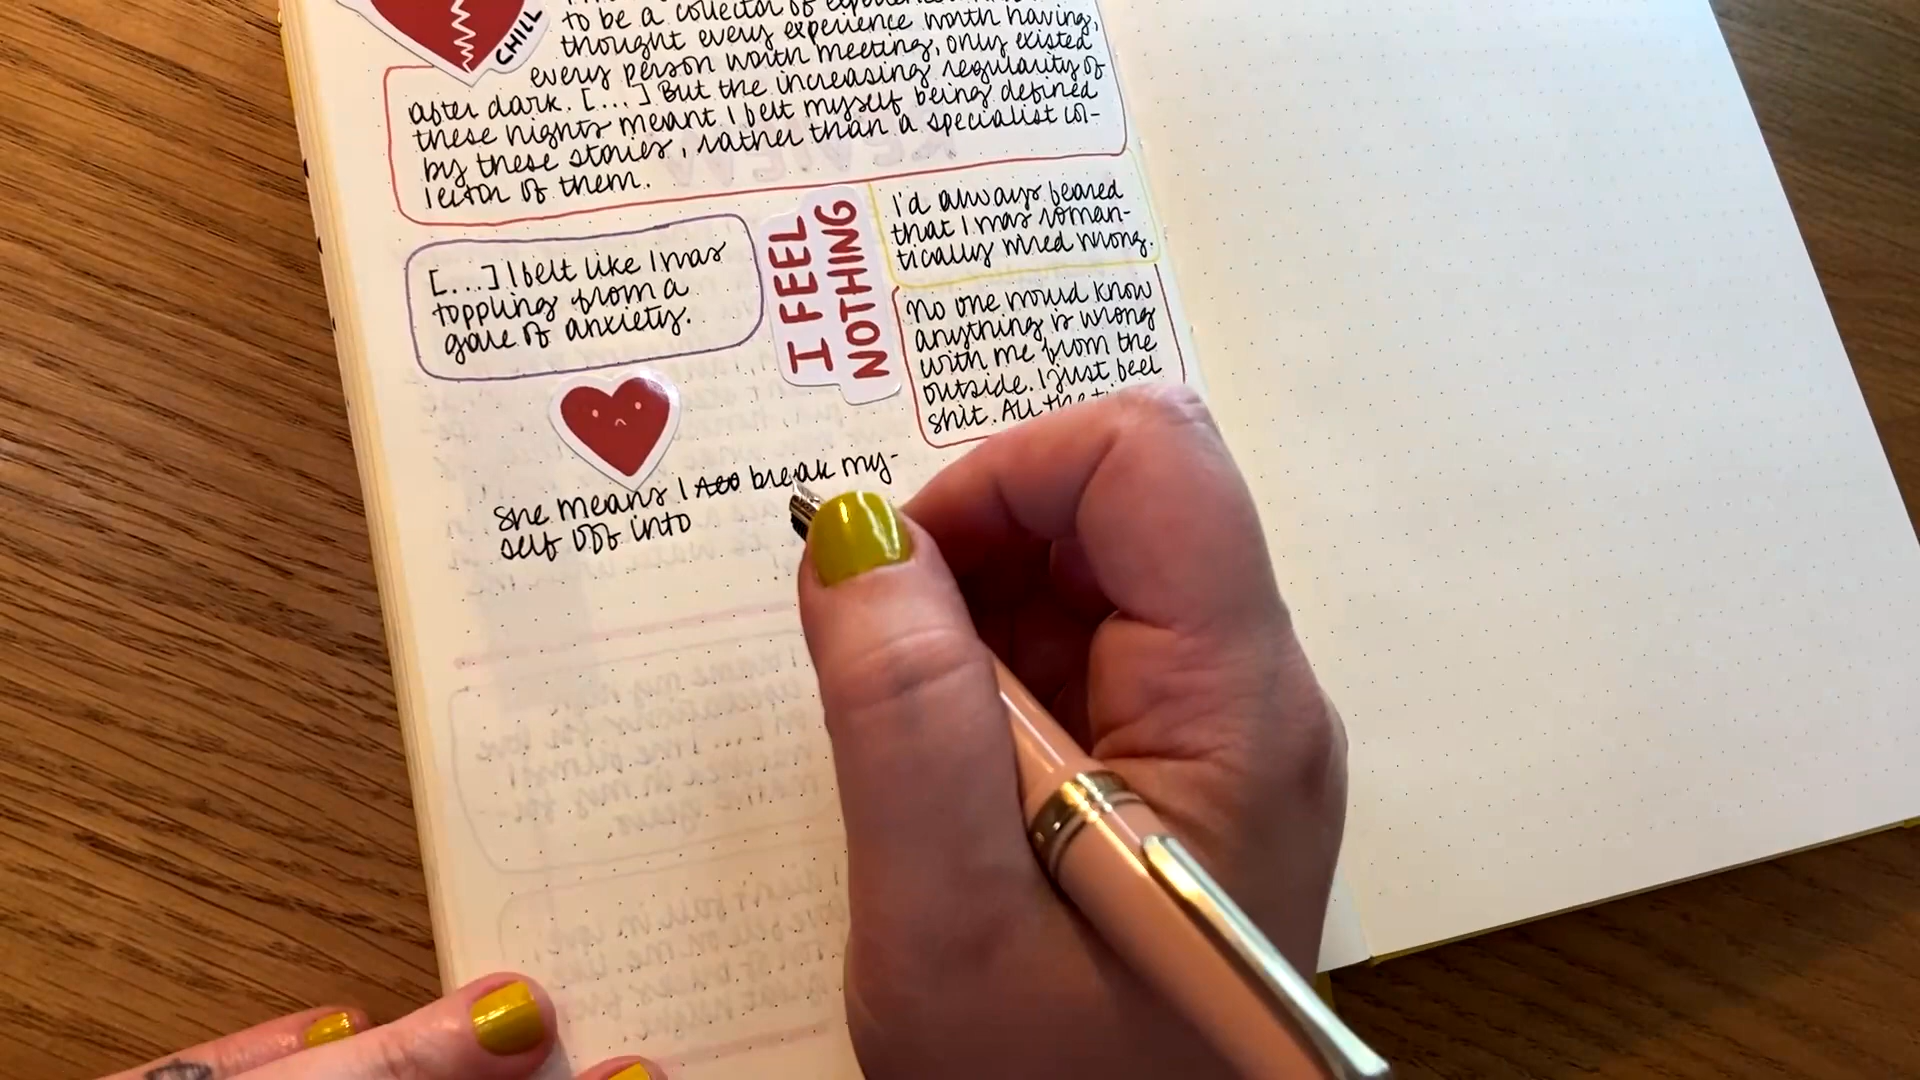 CHILL
to be a collector of
thought every experience worth having,
every person worth meeting, only existed
after dark. [...] But the increasing regularity of
these nights meant I felt myself being defined
by these stories, rather than a specialist col-
lector of them.
[...] I felt like I was
toppling from a
gale of anxiety.
I FEEL
NOTHING
I'd always feared
that I was roman-
tically wired wrong.
No one would know
anything is wrong
with me from the
outside. I just feel
shit. All the
She means I break my-
self off into